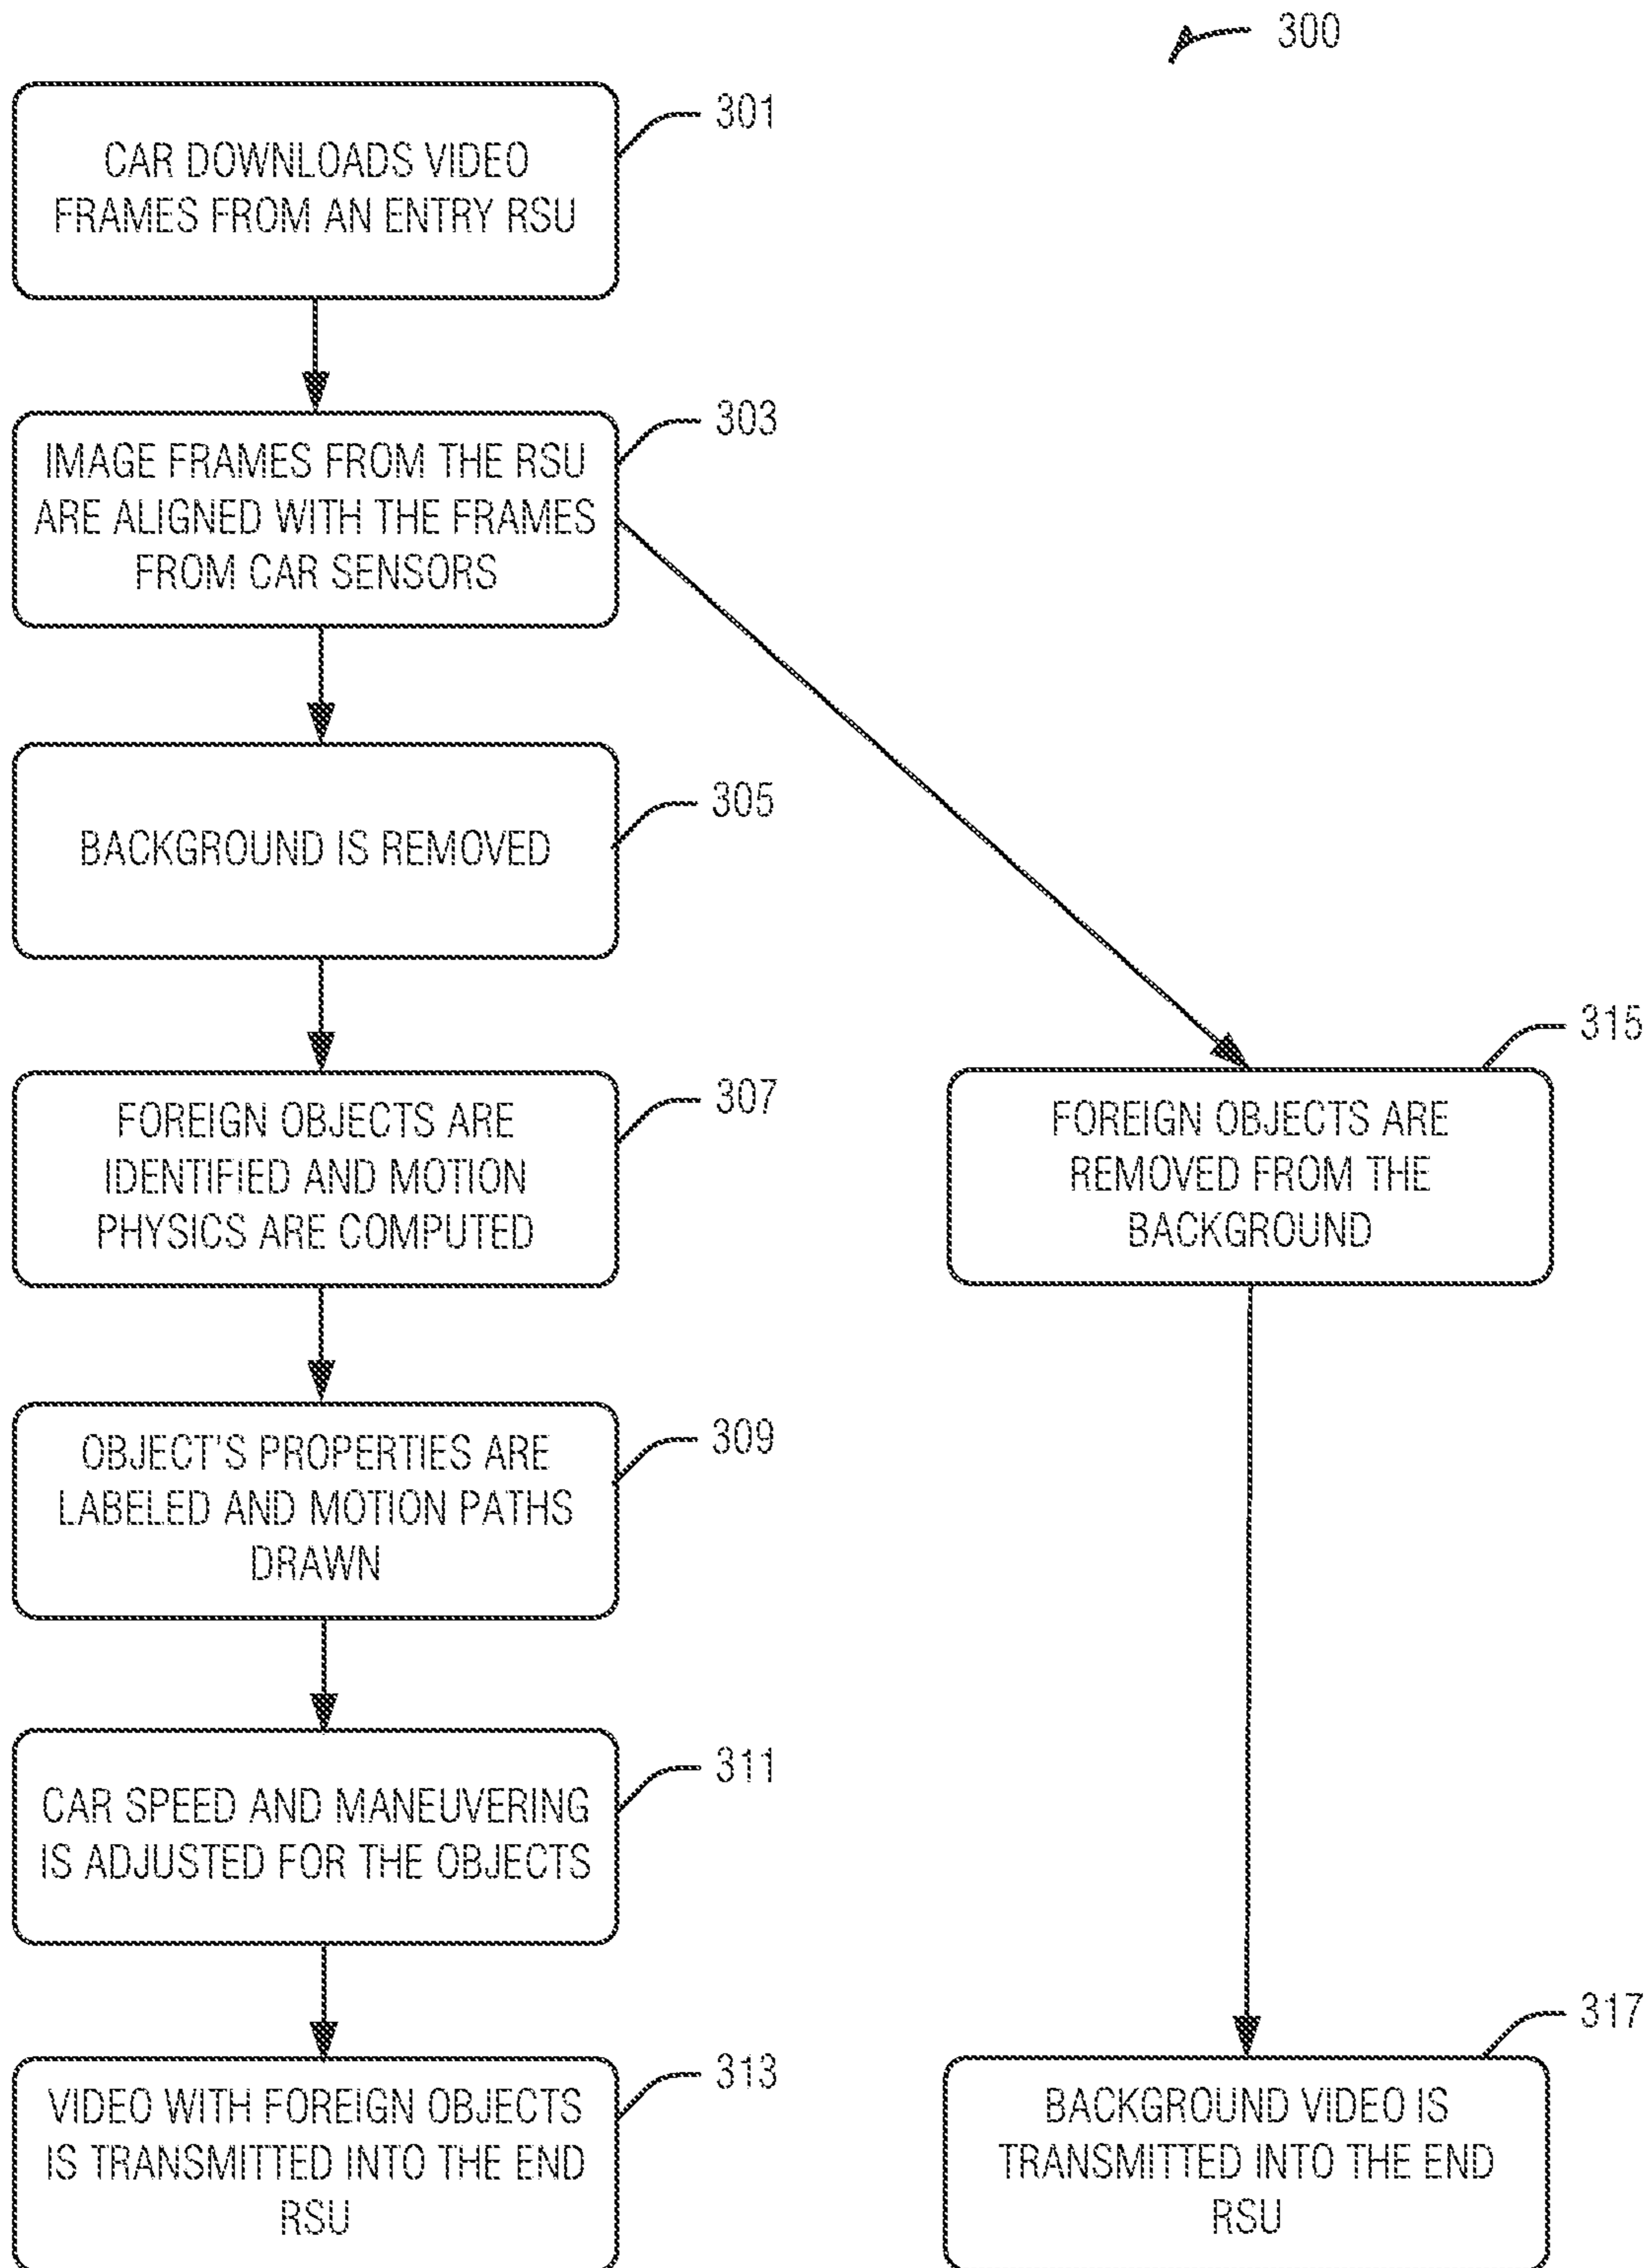 300
301
CAR DOWNLOADS VIDEO
FRAMES FROM AN ENTRY RSU
303
IMAGE FRAMES FROM THE RSU
ARE ALIGNED WITH THE FRAMES
FROM CAR SENSORS
305
BACKGROUND IS REMOVED
307
FOREIGN OBJECTS ARE
IDENTIFIED AND MOTION
PHYSICS ARE COMPUTED
309
OBJECT'S PROPERTIES ARE
LABELED AND MOTION PATHS
DRAWN
311
CAR SPEED AND MANEUVERING
IS ADJUSTED FOR THE OBJECTS
313
VIDEO WITH FOREIGN OBJECTS
IS TRANSMITTED INTO THE END
RSU
315
FOREIGN OBJECTS ARE
REMOVED FROM THE
BACKGROUND
317
BACKGROUND VIDEO IS
TRANSMITTED INTO THE END
RSU